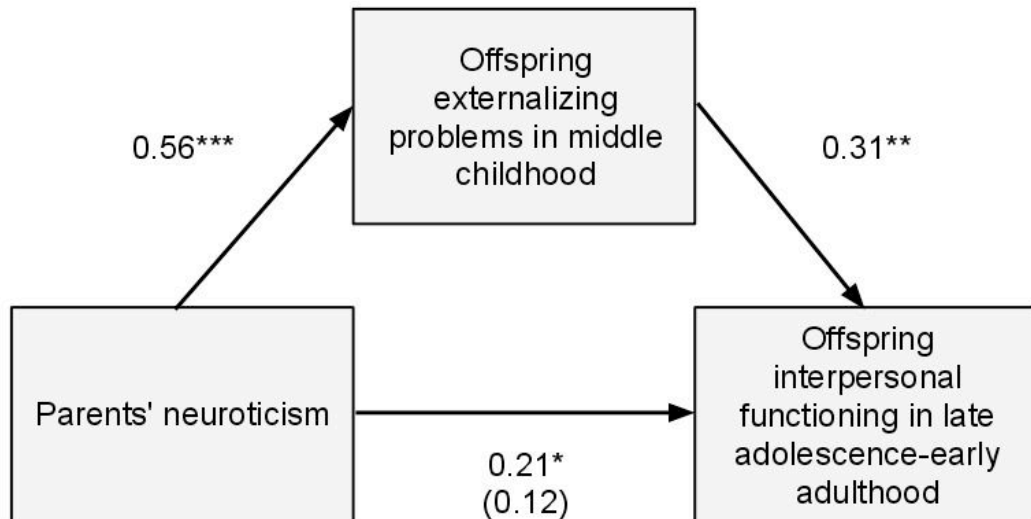 Offspring
externalizing
problems in middle
childhood
0.56***
0.31**
Parents' neuroticism
0.21*
(0.12)
Offspring
interpersonal
functioning in late
adolescence-early
adulthood